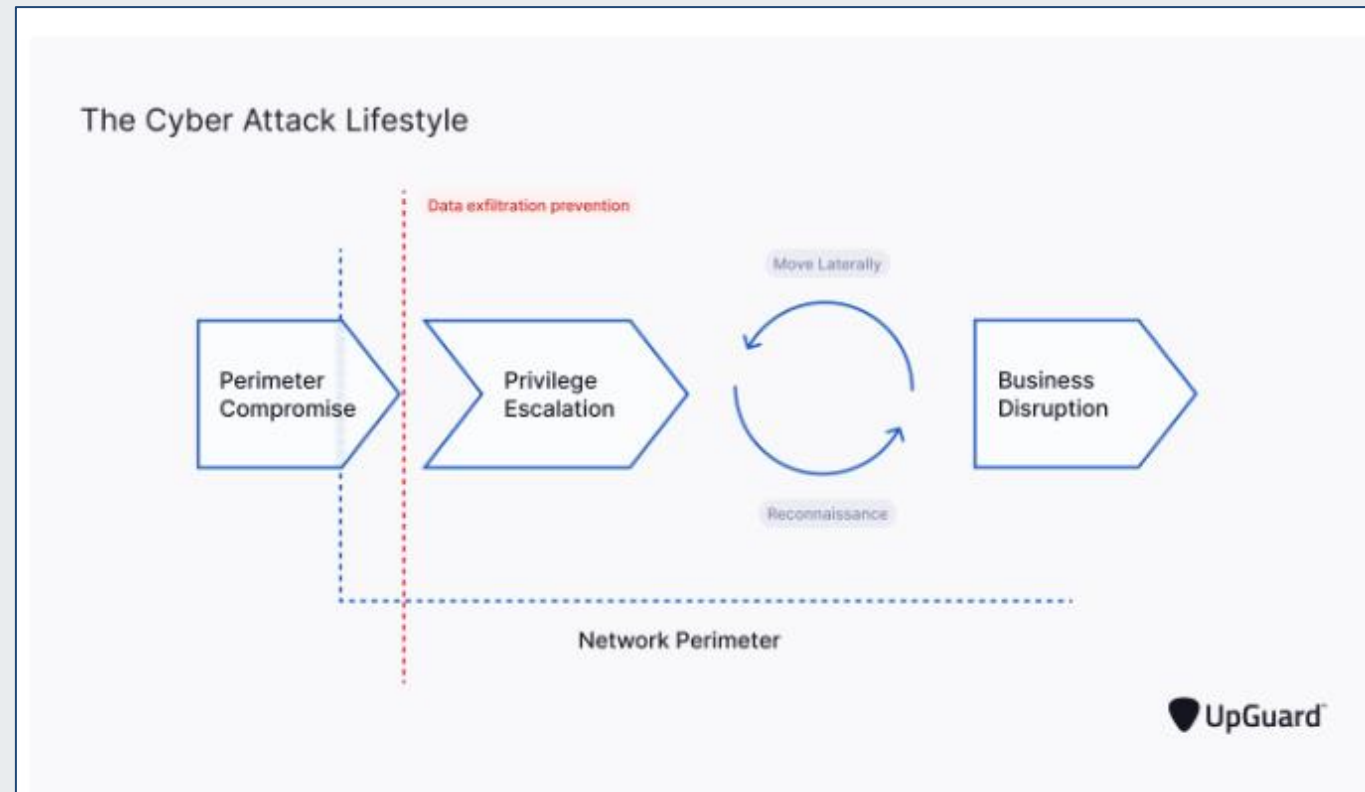 The Cyber Attack Lifestyle
Data exfiltration prevention
Move Laterally
Perimeter
Compromise
Privilege
Escalation
Business
Disruption
Reconnaissance
Network Perimeter
UpGuard